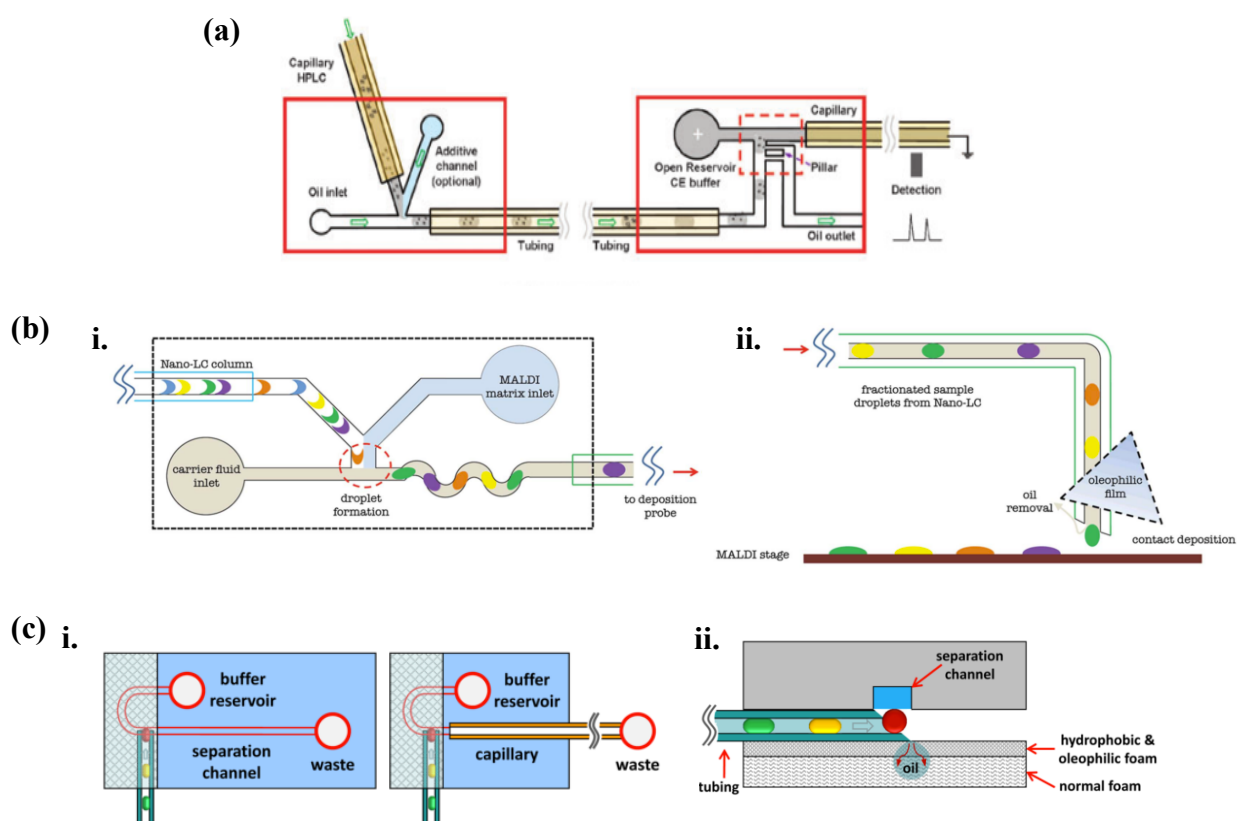 (a)
Capillary
HPLC
Additive
channel
(optional)
Oil inlet
Tubing
Tubing
Open Reservoir
CE buffer
+
Capillary
Pillar
Oil outlet
Detection
(b)
i.
Nano-LC column
MALDI
matrix inlet
carrier fluid
inlet
droplet
formation
to deposition
probe
ii.
fractionated sample
droplets from Nano-LC
oleophilic
film
oil
removal
contact deposition
MALDI stage
(c)
i.
buffer
reservoir
separation
channel
waste
buffer
reservoir
capillary
waste
ii.
separation
channel
hydrophobic &
oleophilic foam
oil
tubing
normal foam